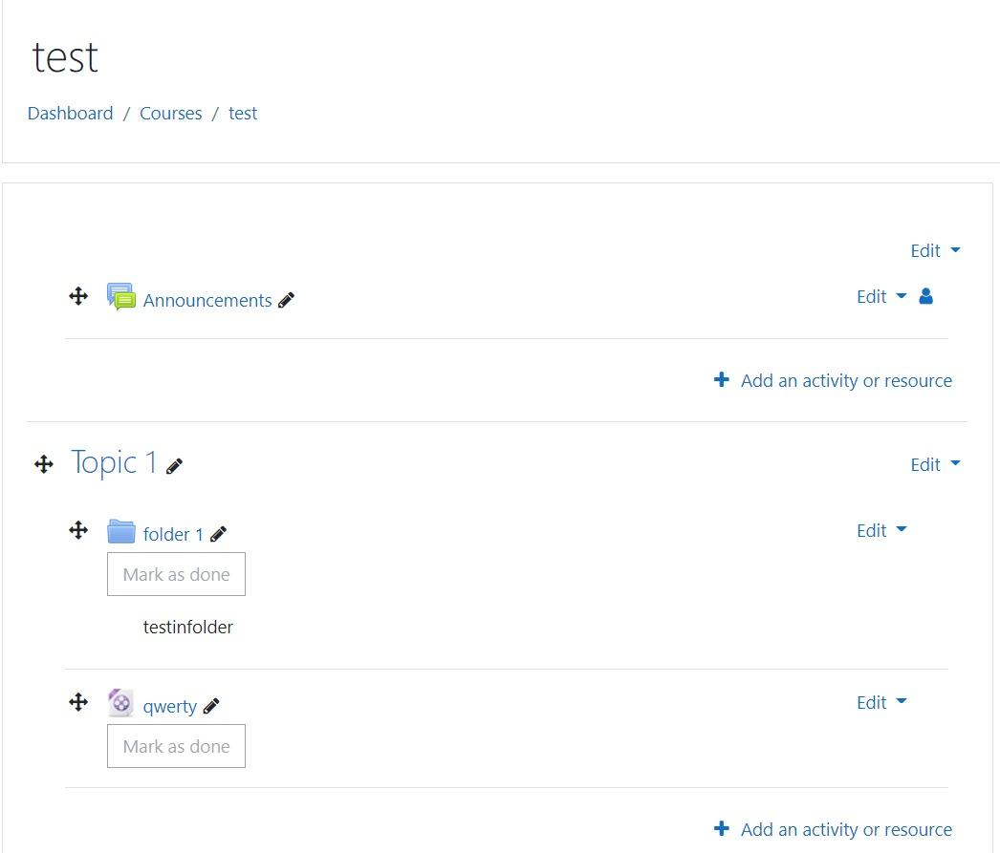 test
Dashboard / Courses / test
Edit
Announcements Edit
Add an activity or resource
Topic 1 Edit
folder 1 Edit
Mark as done
testinfolder
qwerty Edit
Mark as done
Add an activity or resource